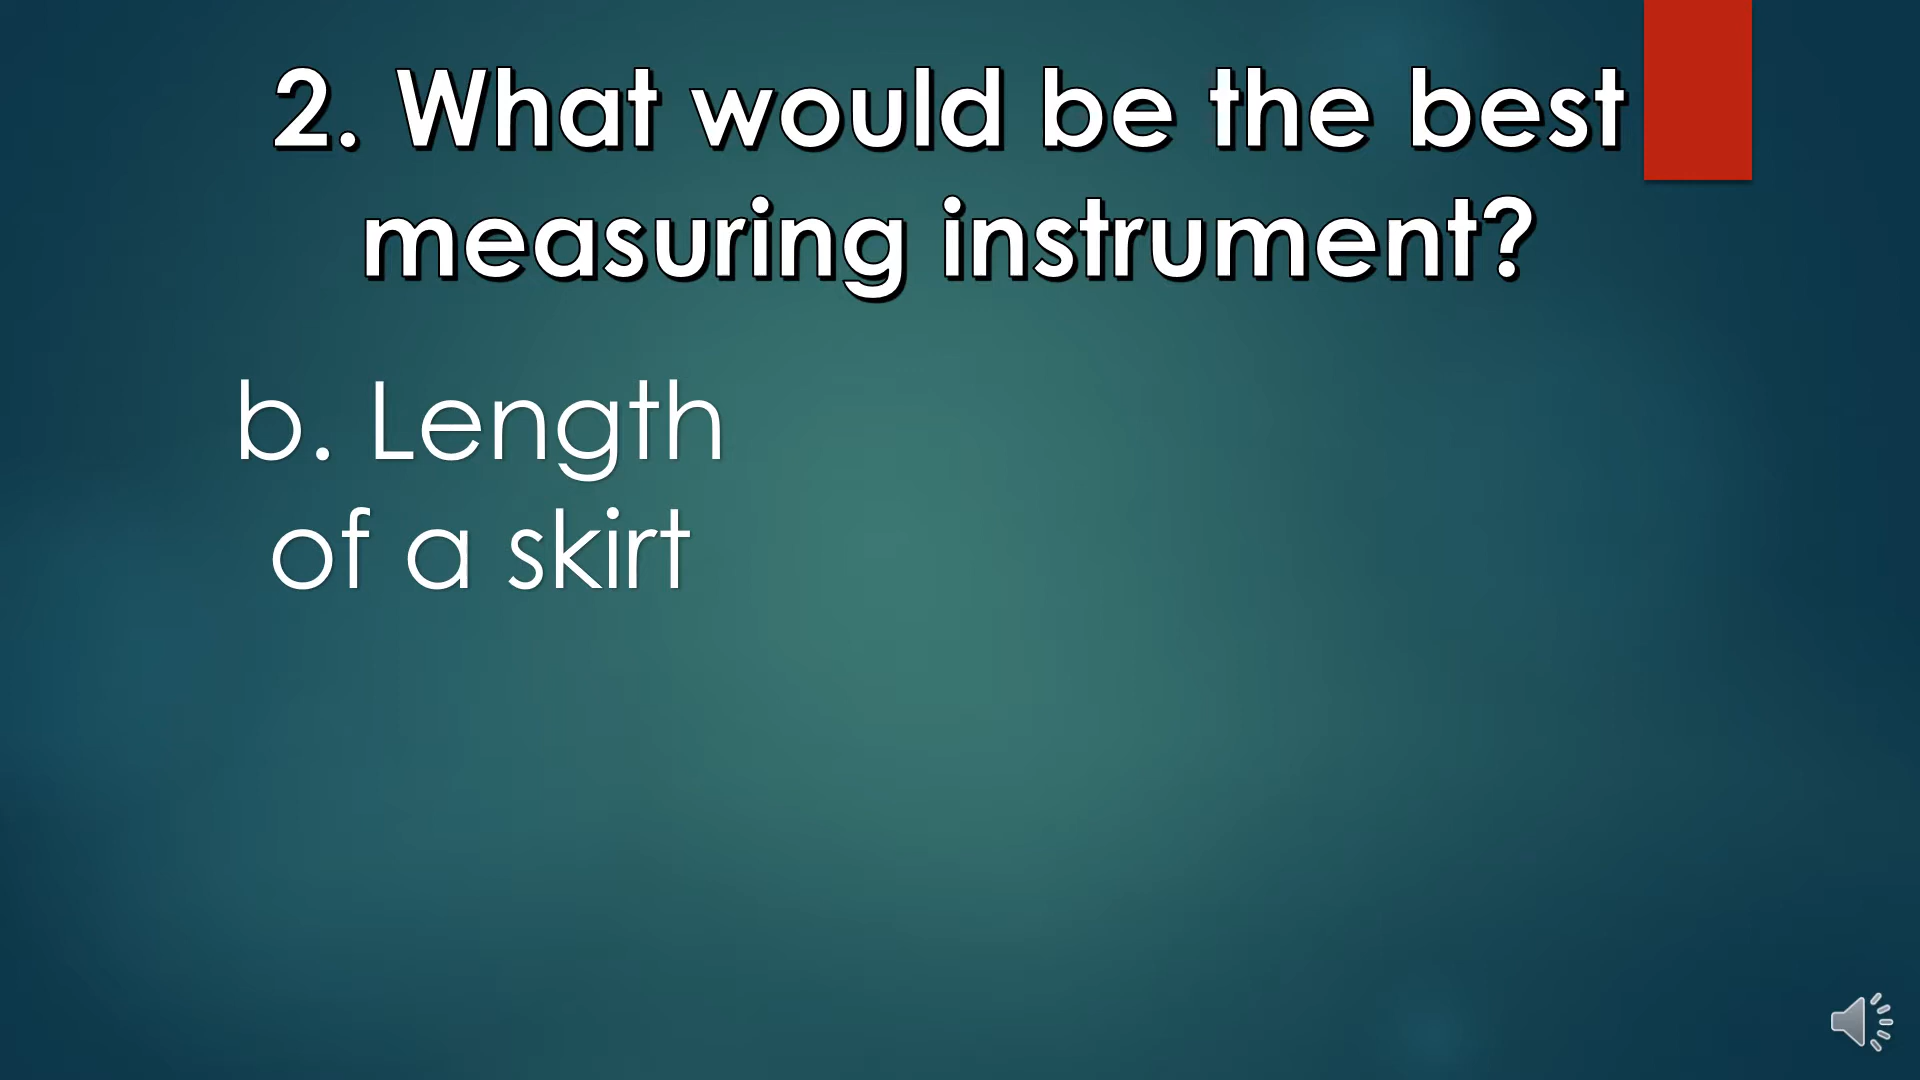 2. What would be the best
measuring instrument?
b. Length
of a skirt